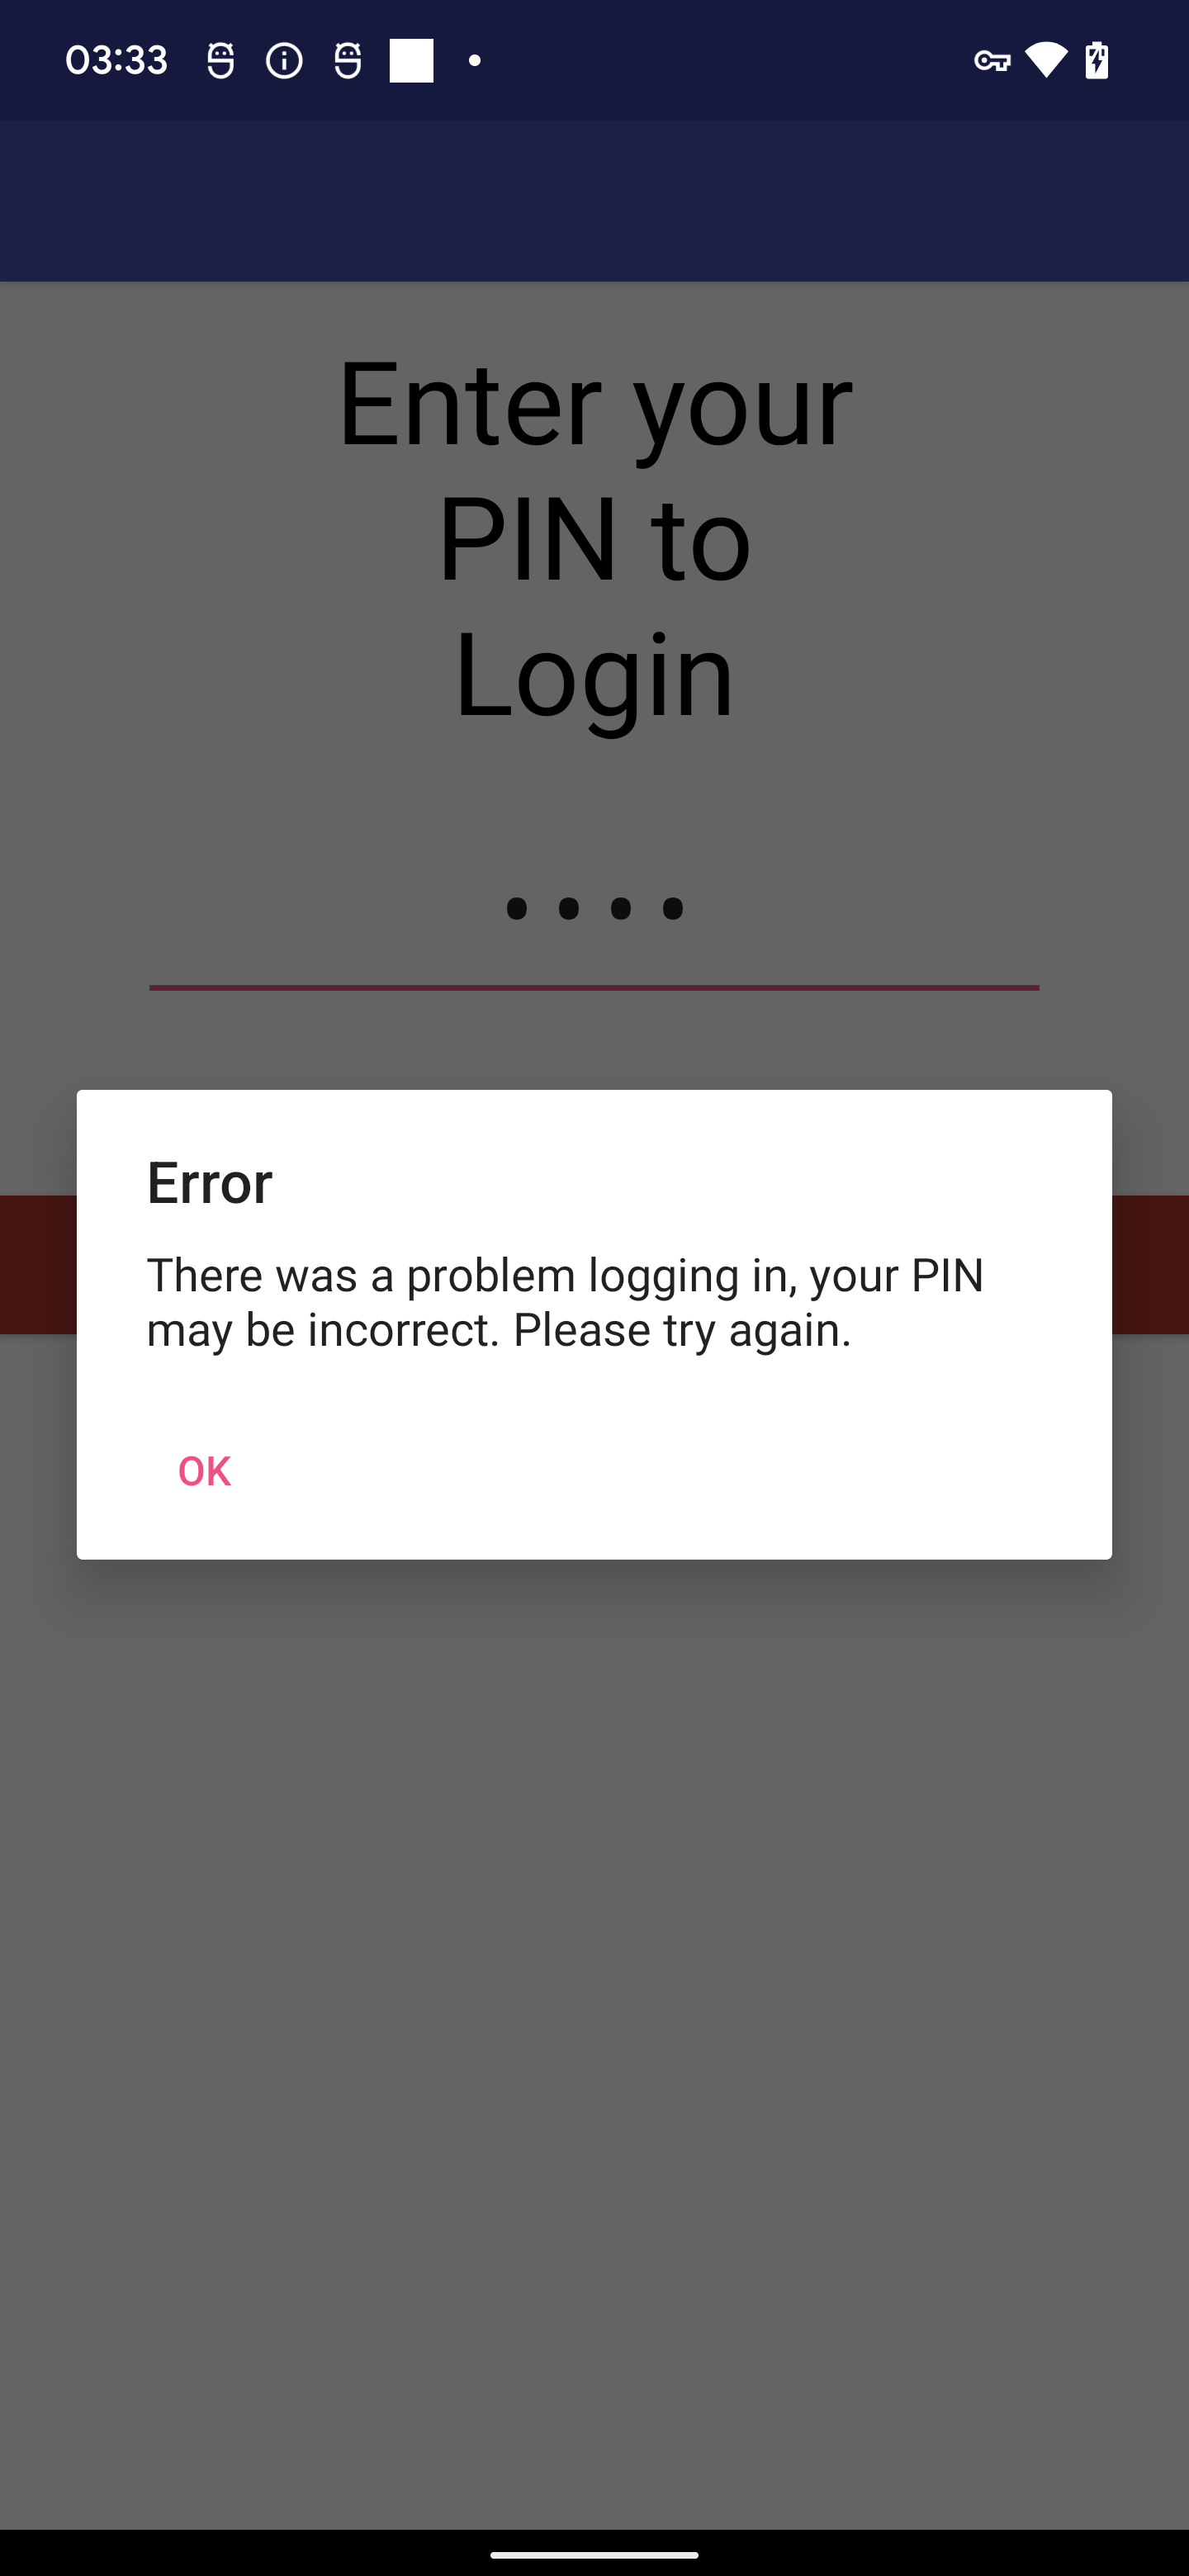 03:33
Enter your
PIN to
Login
Error
There was a problem logging in, your PIN
may be incorrect. Please try again.
OK